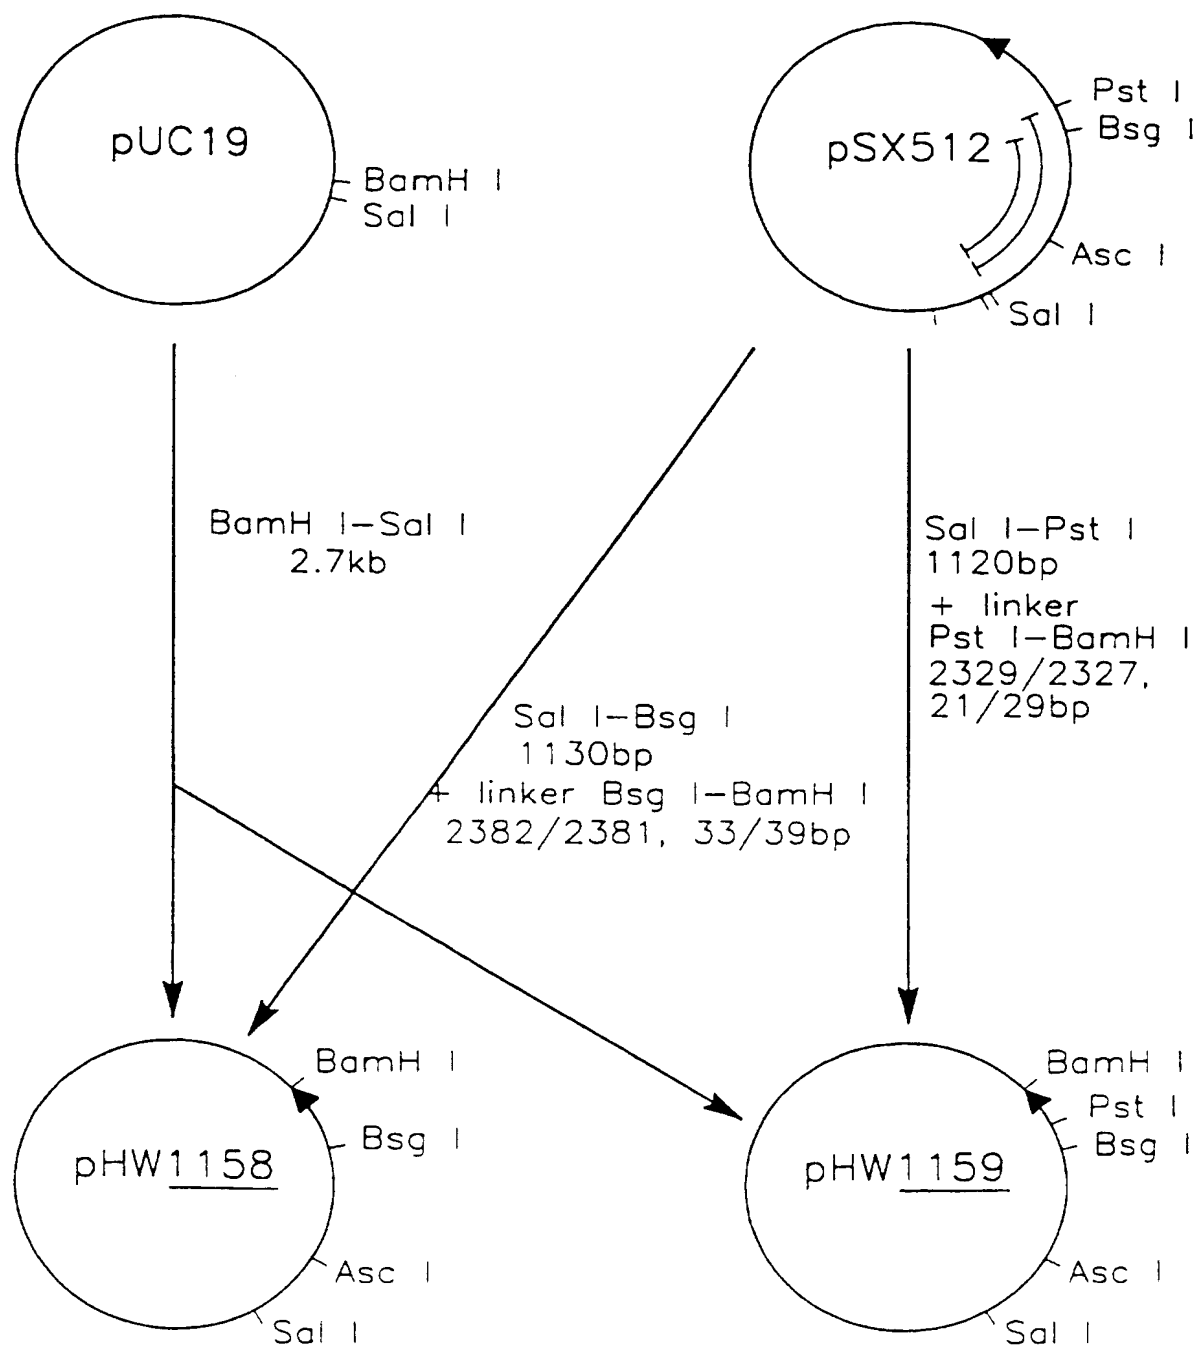 pUC19
BamH I
Sal I
pSX512
Pst I
Bsg I
Asc I
Sal I
BamH I-Sal I
2.7kb
Sal I-Pst I
1120bp
+ linker
Pst I-BamH I
2329/2327,
21/29bp
Sal I-Bsg I
1130bp
+ linker Bsg I-BamH I
2382/2381, 33/39bp
pHW1158
BamH I
Bsg I
Asc I
Sal I
pHW1159
BamH I
Pst I
Bsg I
Asc I
Sal I